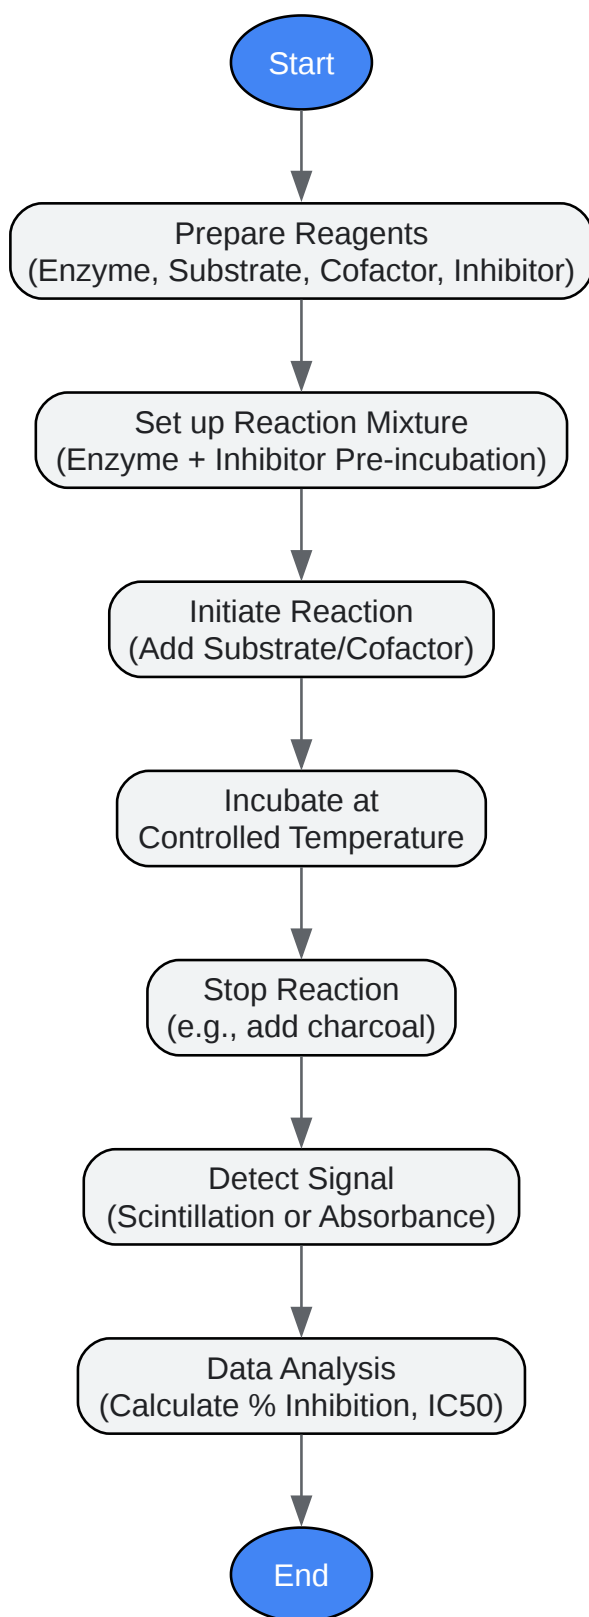 Start
Prepare Reagents
(Enzyme, Substrate, Cofactor, Inhibitor)
Set up Reaction Mixture
(Enzyme + Inhibitor Pre-incubation)
Initiate Reaction
(Add Substrate/Cofactor)
Incubate at
Controlled Temperature
Stop Reaction
(e.g., add charcoal)
Detect Signal
(Scintillation or Absorbance)
Data Analysis
(Calculate % Inhibition, IC50)
End